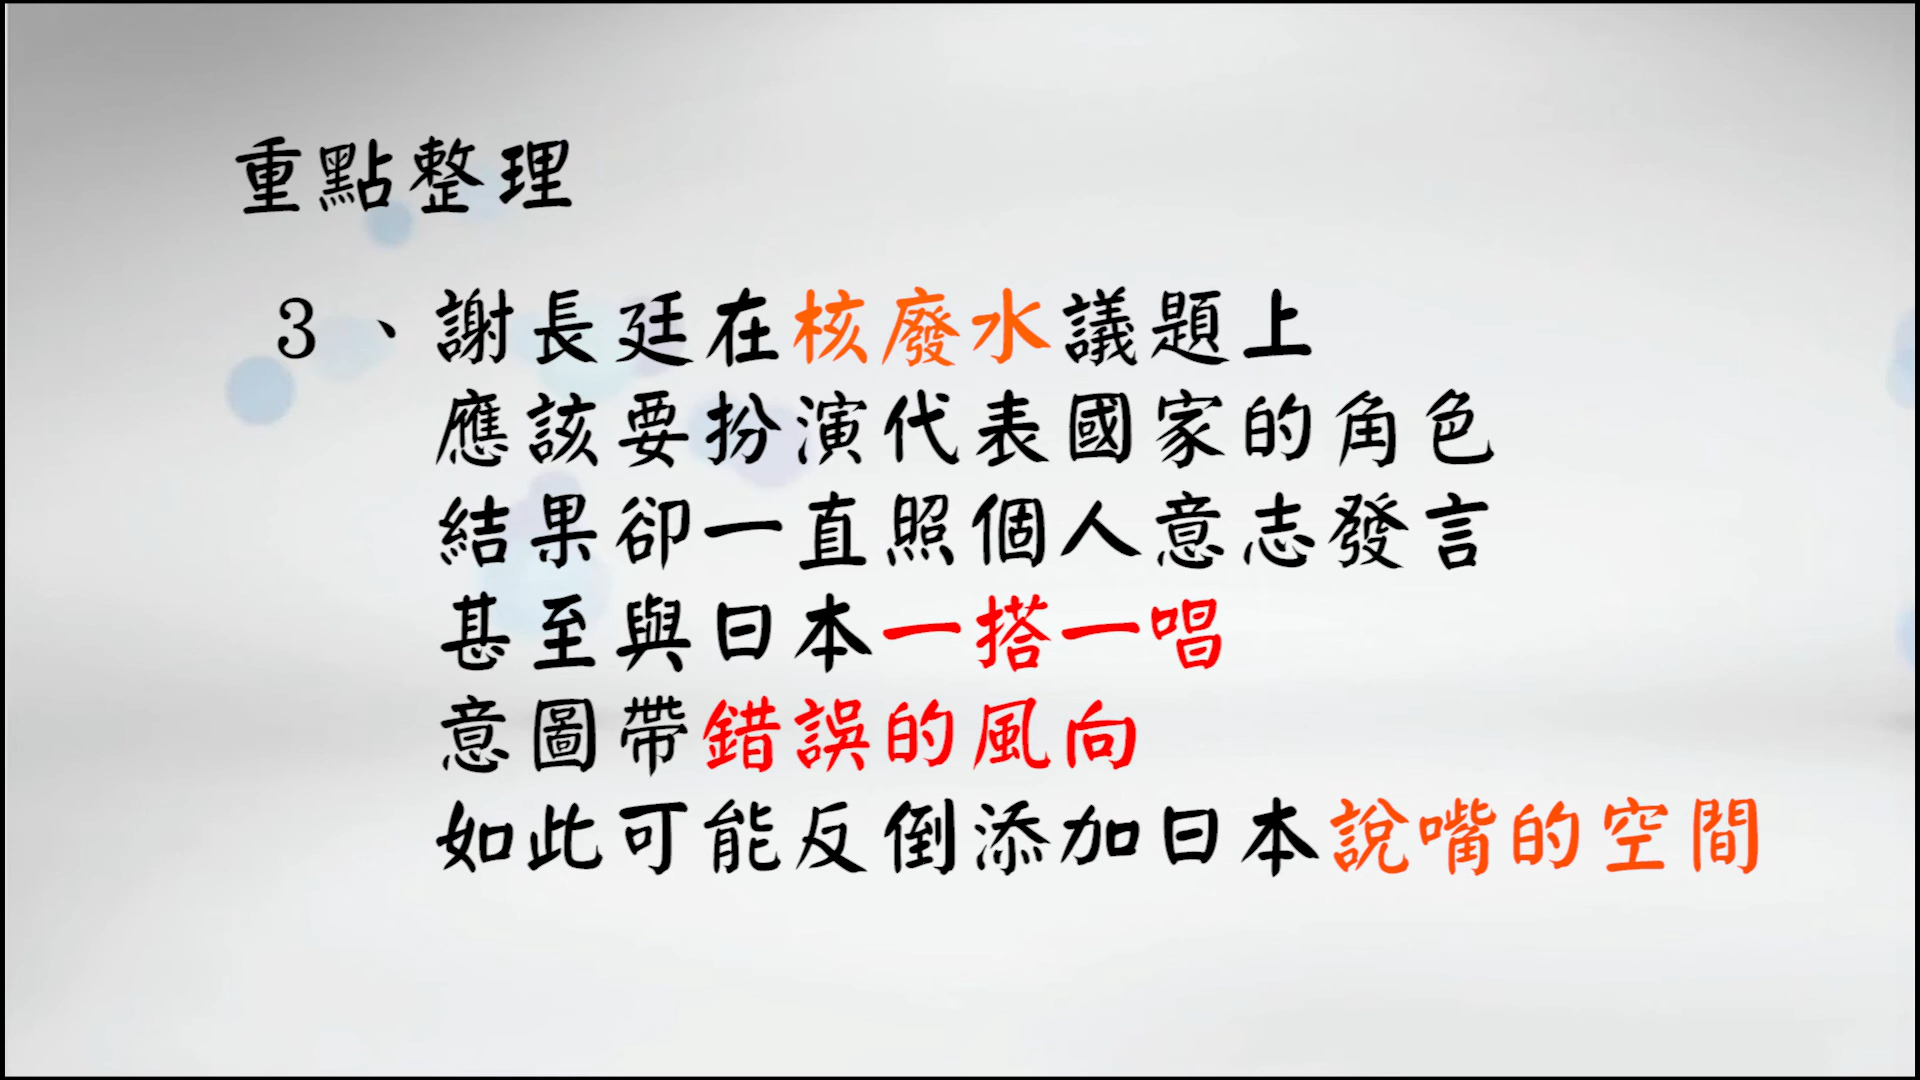 重點整理
3、謝長廷在核廢水議題上
應該要扮演代表國家的角色
結果卻一直照個人意志發言
甚至與日本一搭一唱
意圖帶錯誤的風向
如此可能反倒添加日本說嘴的空間